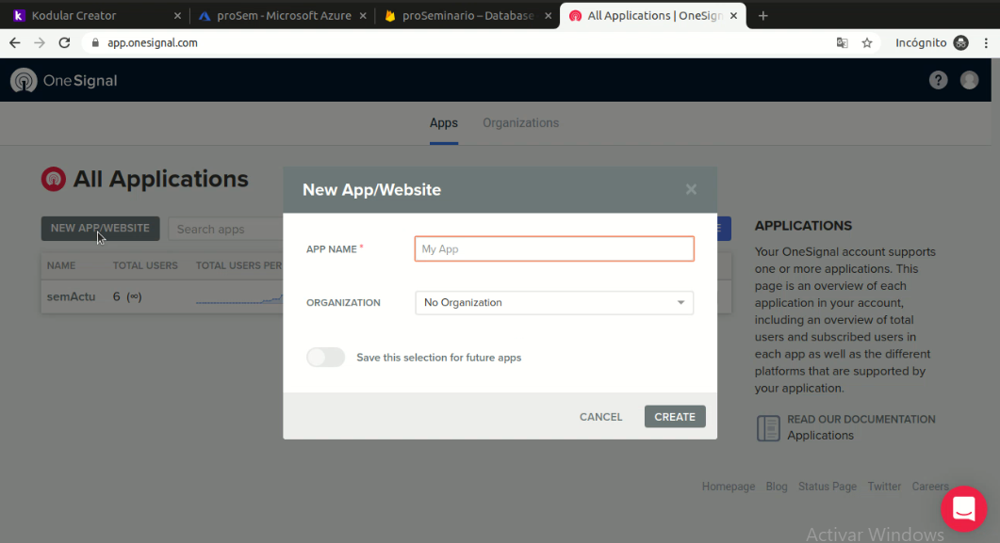 Kodular Creator
proSem - Microsoft Azure
proSeminario – Database
All Applications | OneSign
app.onesignal.com
Incógnito
OneSignal
Apps
Organizations
All Applications
NEW APP/WEBSITE
Search apps
NAME
TOTAL USERS
TOTAL USERS PER
semActu
6 (∞)
New App/Website
APP NAME *
My App
ORGANIZATION
No Organization
Save this selection for future apps
CANCEL
CREATE
E
APPLICATIONS
Your OneSignal account supports
one or more applications. This
page is an overview of each
application in your account,
including an overview of total
users and subscribed users in
each app as well as the different
platforms that are supported by
your application.
READ OUR DOCUMENTATION
Applications
Homepage
Blog
Status Page
Twitter
Careers
Activar Windows